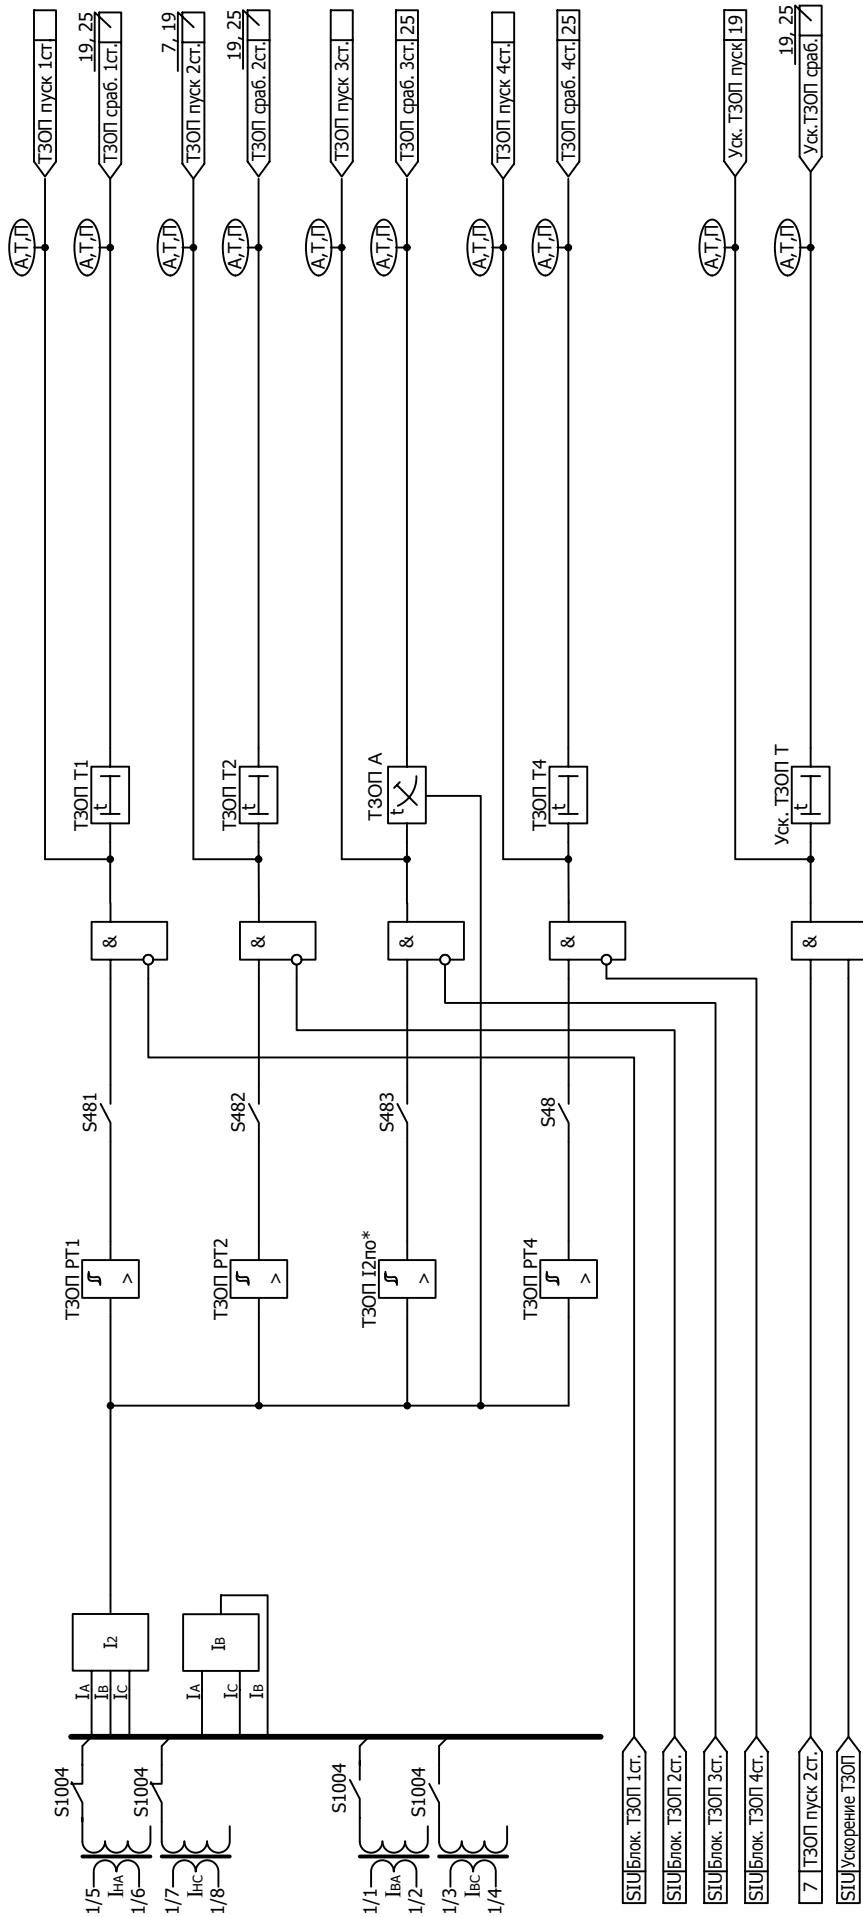 ТЗОП пуск 1ст.
19, 25
ТЗОП сраб. 1ст.
7, 19
ТЗОП пуск 2ст.
19, 25
ТЗОП сраб. 2ст.
ТЗОП пуск 3ст.
ТЗОП сраб. 3ст. 25
ТЗОП пуск 4ст.
ТЗОП сраб. 4ст. 25
Уск. ТЗОП пуск 19
19, 25
Уск.ТЗОП сраб.
А,Т,П
А,Т,П
А,Т,П
А,Т,П
А,Т,П
А,Т,П
А,Т,П
А,Т,П
А,Т,П
А,Т,П
ТЗОП Т1
t
ТЗОП Т2
t
ТЗОП А
t
ТЗОП Т4
t
Уск. ТЗОП Т
t
&
&
&
&
&
S481
S482
S483
S48
ТЗОП РТ1
>
ТЗОП РТ2
>
ТЗОП I2по*
>
ТЗОП РТ4
>
I2
IA
IB
IC
IB
IA
IC
IB
S1004
S1004
S1004
S1004
1/5
IНА
1/6
1/7
IНС
1/8
1/1
IВА
1/2
1/3
IВС
1/4
SIU Блок. ТЗОП 1ст.
SIU Блок. ТЗОП 2ст.
SIU Блок. ТЗОП 3ст.
SIU Блок. ТЗОП 4ст.
7 ТЗОП пуск 2ст.
SIU Ускорение ТЗОП